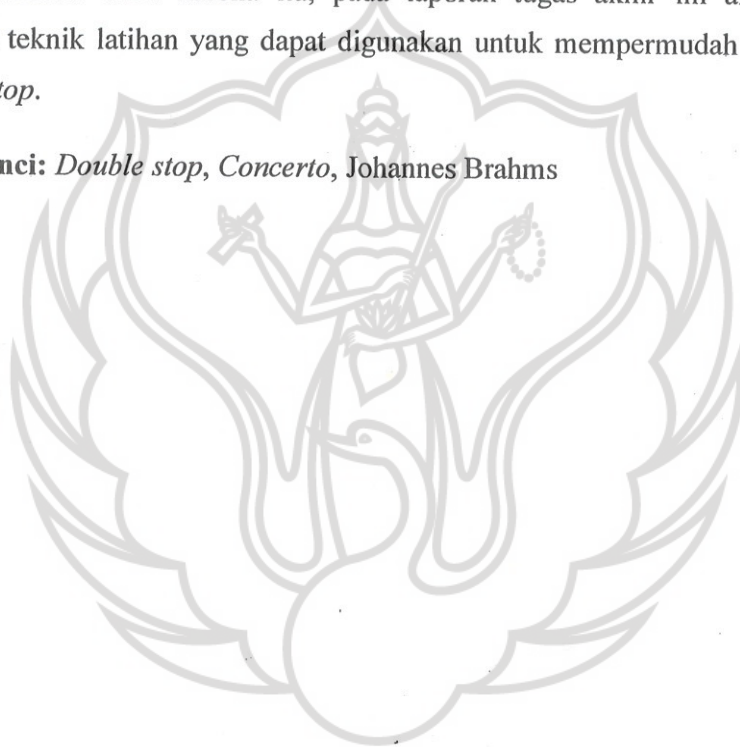 teknik latihan yang dapat digunakan untuk mempermudah
top.
nci: Double stop, Concerto, Johannes Brahms